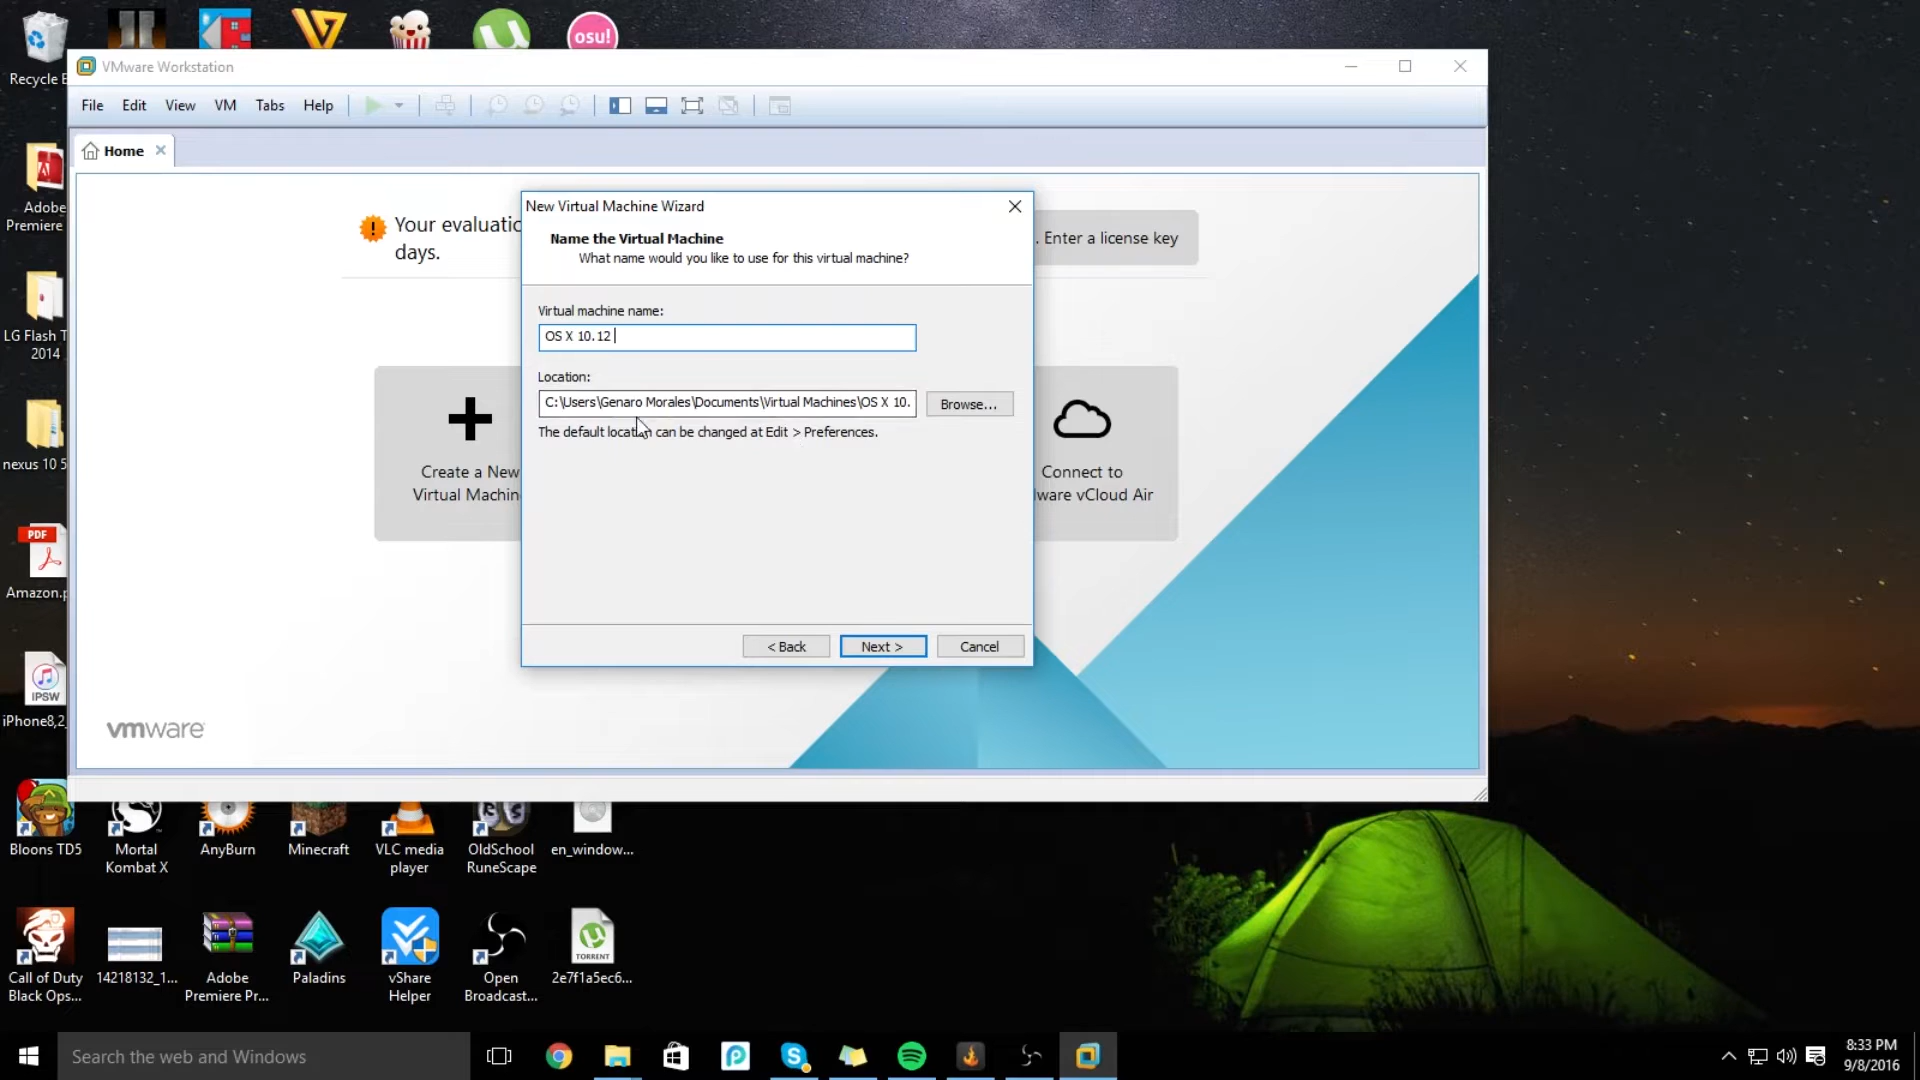 osu!
Recycle B
VMware Workstation
File Edit View VM Tabs Help
Home
Adobe
Premiere
LG Flash T
2014
nexus 10 5
PDF
Amazon.p
IPSW
iPhone8,2_
Your evaluatio
days.
. Enter a license key
Create a New
Virtual Machin
Connect to
ware vCloud Air
vmware
New Virtual Machine Wizard
Name the Virtual Machine
What name would you like to use for this virtual machine?
Virtual machine name:
OS X 10.12
Location:
C:\Users\Genaro Morales\Documents\Virtual Machines\OS X 10.
Browse...
The default location can be changed at Edit > Preferences.
< Back Next > Cancel
Bloons TD5
Mortal
Kombat X
AnyBurn
Minecraft
VLC media
player
OldSchool
RuneScape
en_window...
Call of Duty
Black Ops...
14218132_1...
Adobe
Premiere Pr...
Paladins
vShare
Helper
Open
Broadcast...
TORRENT
2e7f1a5ec6...
Search the web and Windows
8:33 PM
9/8/2016